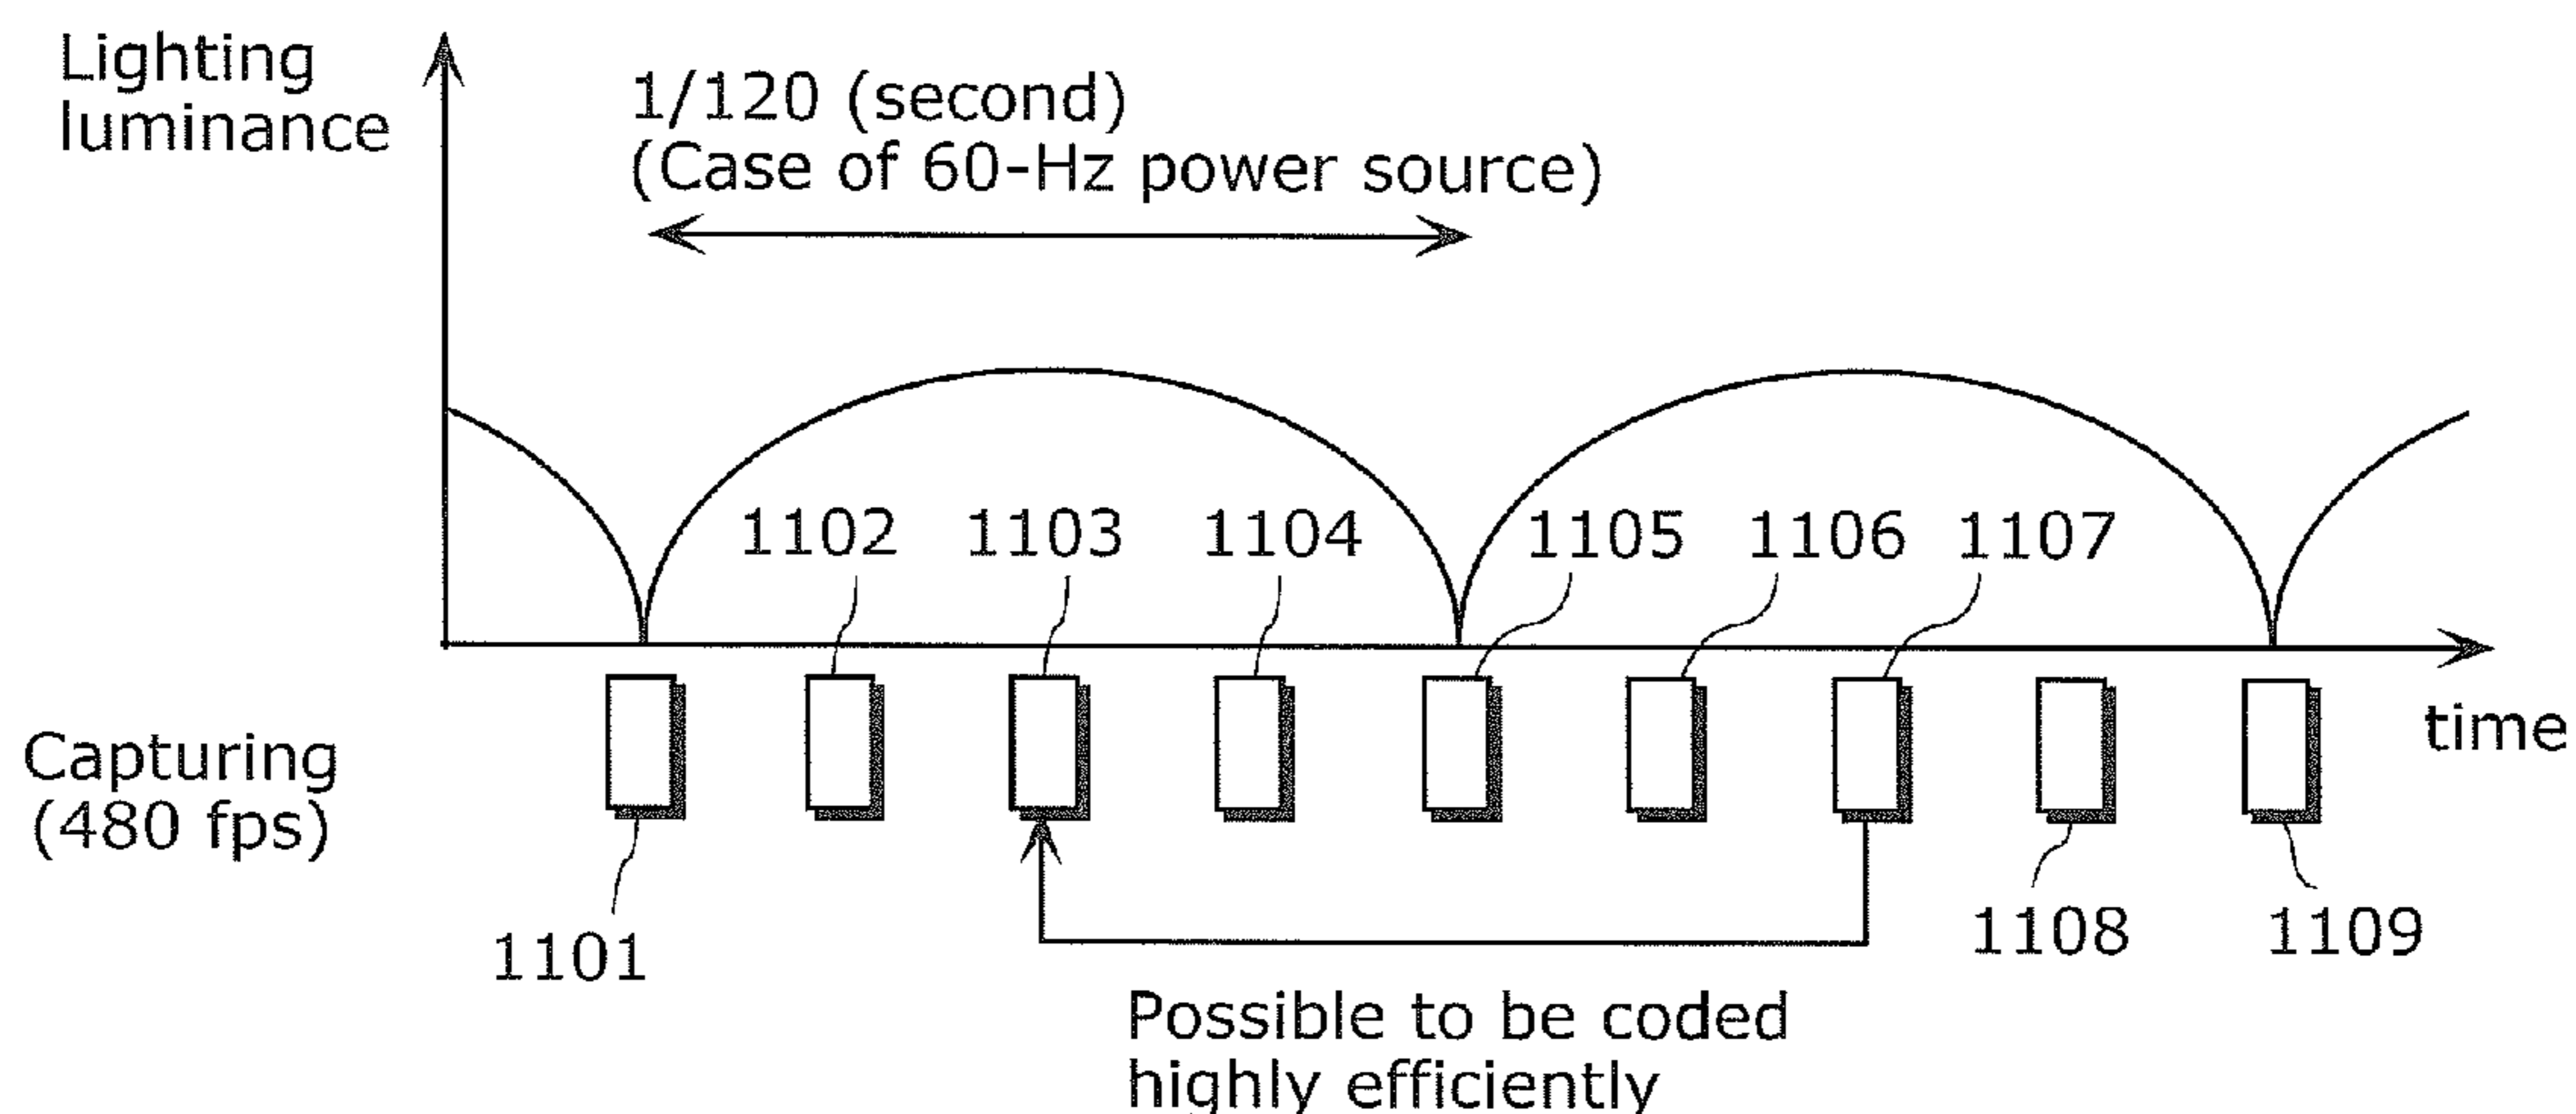 Lighting
luminance
1/120 (second)
(Case of 60-Hz power source)
1102
1103
1104
1105
1106
1107
time
Capturing
(480 fps)
1101
1108
1109
Possible to be coded
highly efficiently